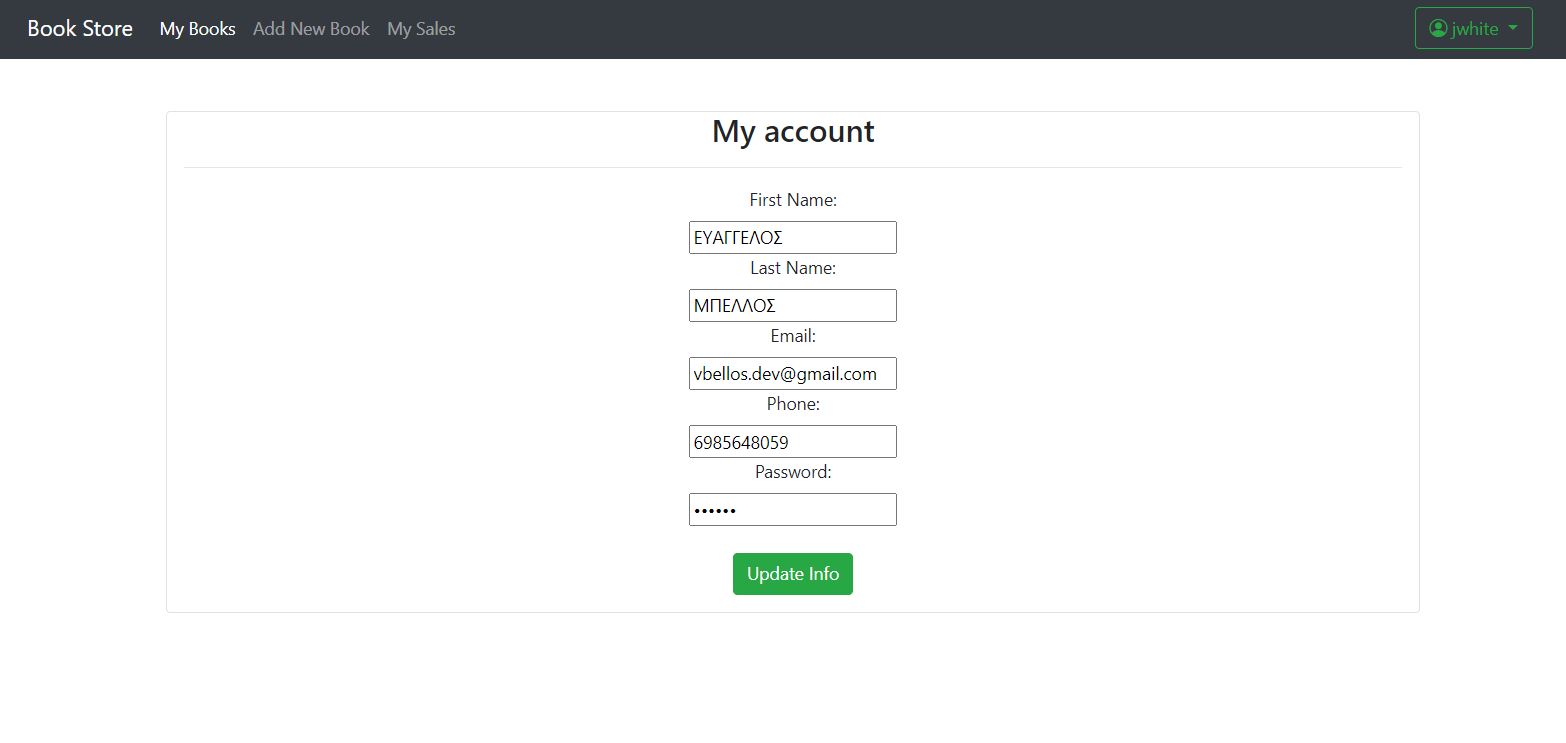 Book Store My Books Add New Book My Sales jwhite
My account
First Name:
ΕΥΑΓΓΕΛΟΣ
Last Name:
ΜΠΕΛΛΟΣ
Email:
vbellos.dev@gmail.com
Phone:
6985648059
Password:
••••••
Update Info